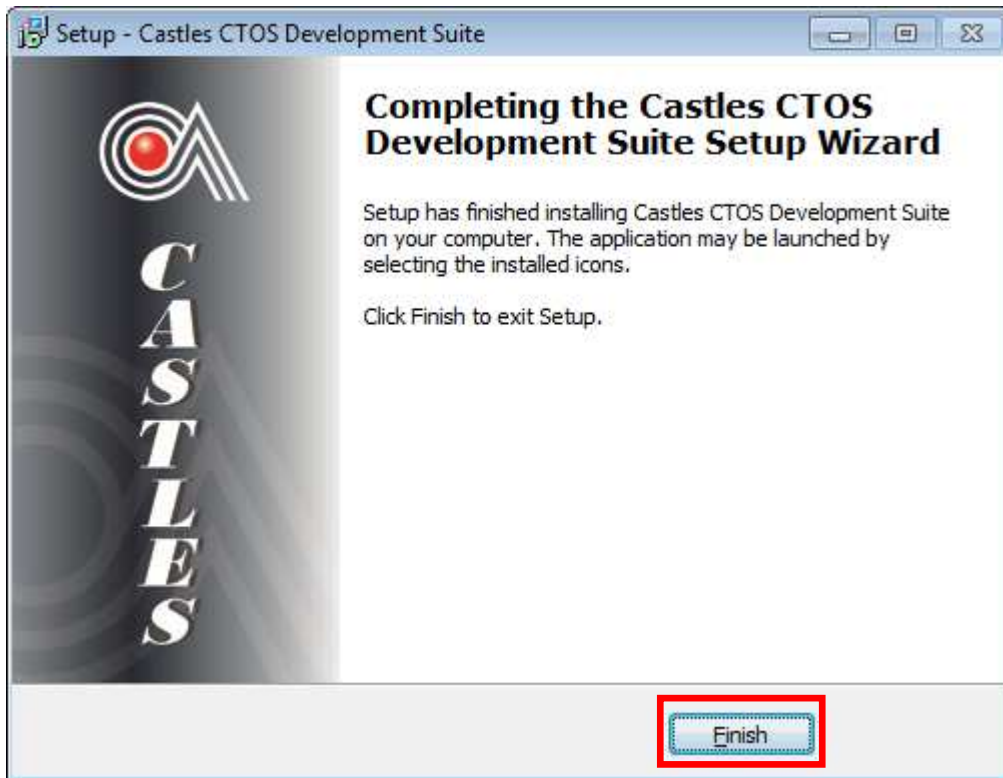 Setup - Castles CTOS Development Suite
CASTLES
Completing the Castles CTOS
Development Suite Setup Wizard
Setup has finished installing Castles CTOS Development Suite
on your computer. The application may be launched by
selecting the installed icons.
Click Finish to exit Setup.
Finish